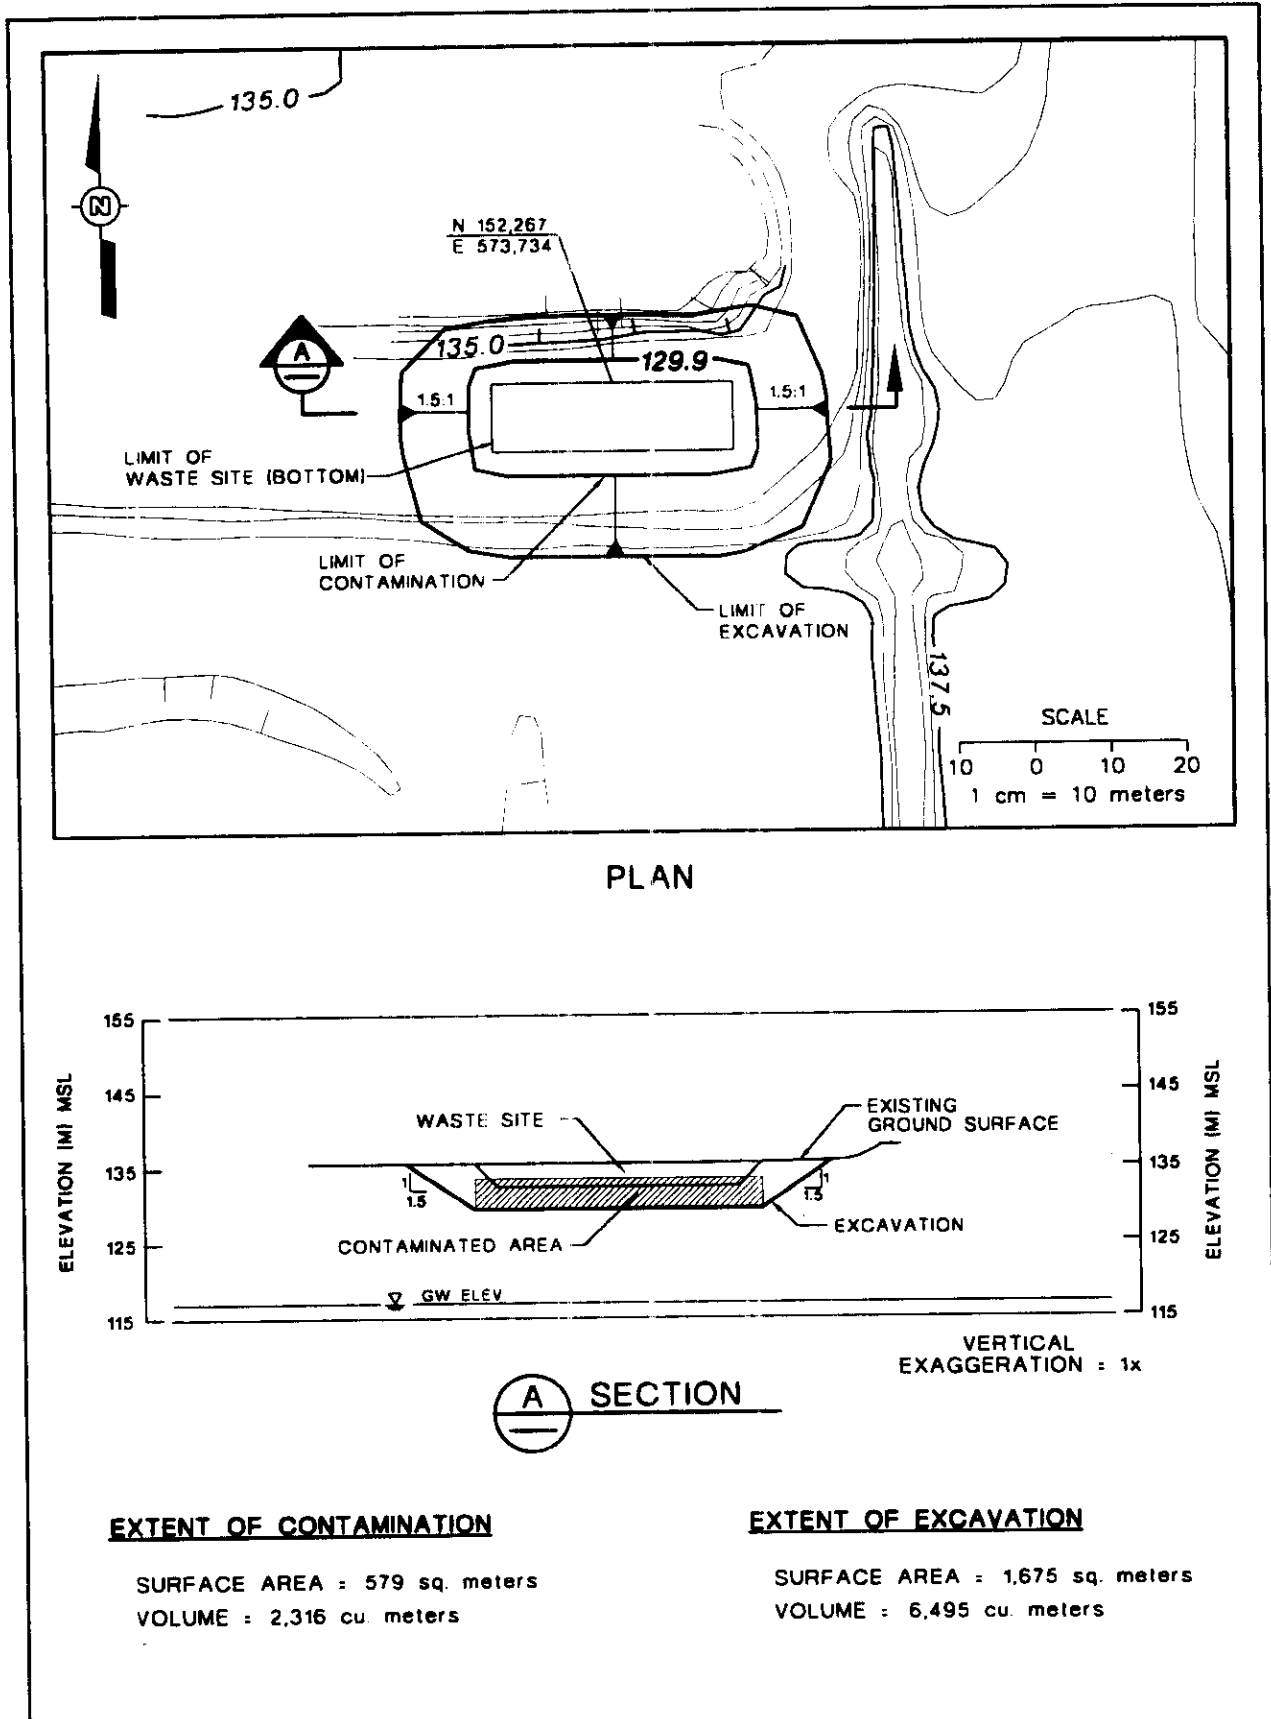 135.0
N
N 152,267
E 573,734
A
135.0
129.9
1.5:1
1.5:1
LIMIT OF
WASTE SITE (BOTTOM)
LIMIT OF
CONTAMINATION
LIMIT OF
EXCAVATION
137.5
SCALE
10 0 10 20
1 cm = 10 meters
PLAN
155
155
145
145
135
135
125
125
115
115
ELEVATION (M) MSL
ELEVATION (M) MSL
WASTE SITE
EXISTING
GROUND SURFACE
1
1.5
1
1.5
EXCAVATION
CONTAMINATED AREA
GW ELEV.
VERTICAL
EXAGGERATION = 1x
A SECTION
EXTENT OF CONTAMINATION
SURFACE AREA = 579 sq. meters
VOLUME = 2,316 cu. meters
EXTENT OF EXCAVATION
SURFACE AREA = 1,675 sq. meters
VOLUME = 6,495 cu. meters